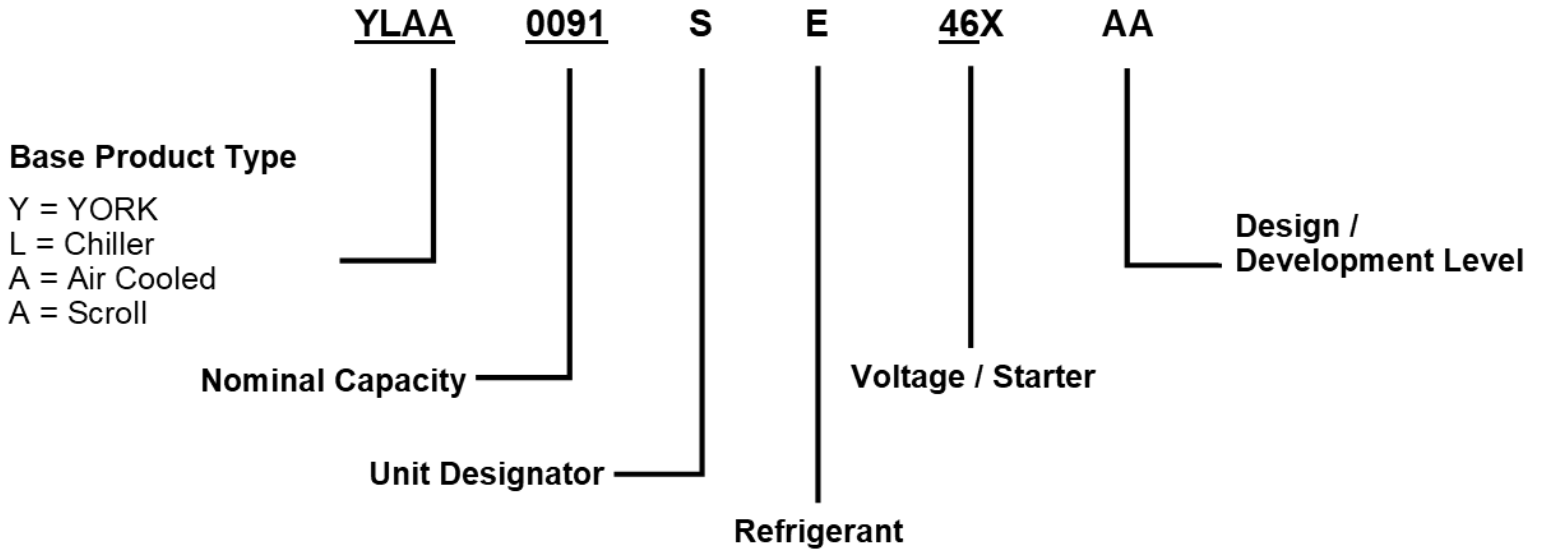 YLAA 0091 S E 46X AA
Base Product Type
Y = YORK
L = Chiller
A = Air Cooled
A = Scroll
Design /
Development Level
Nominal Capacity
Voltage / Starter
Unit Designator
Refrigerant